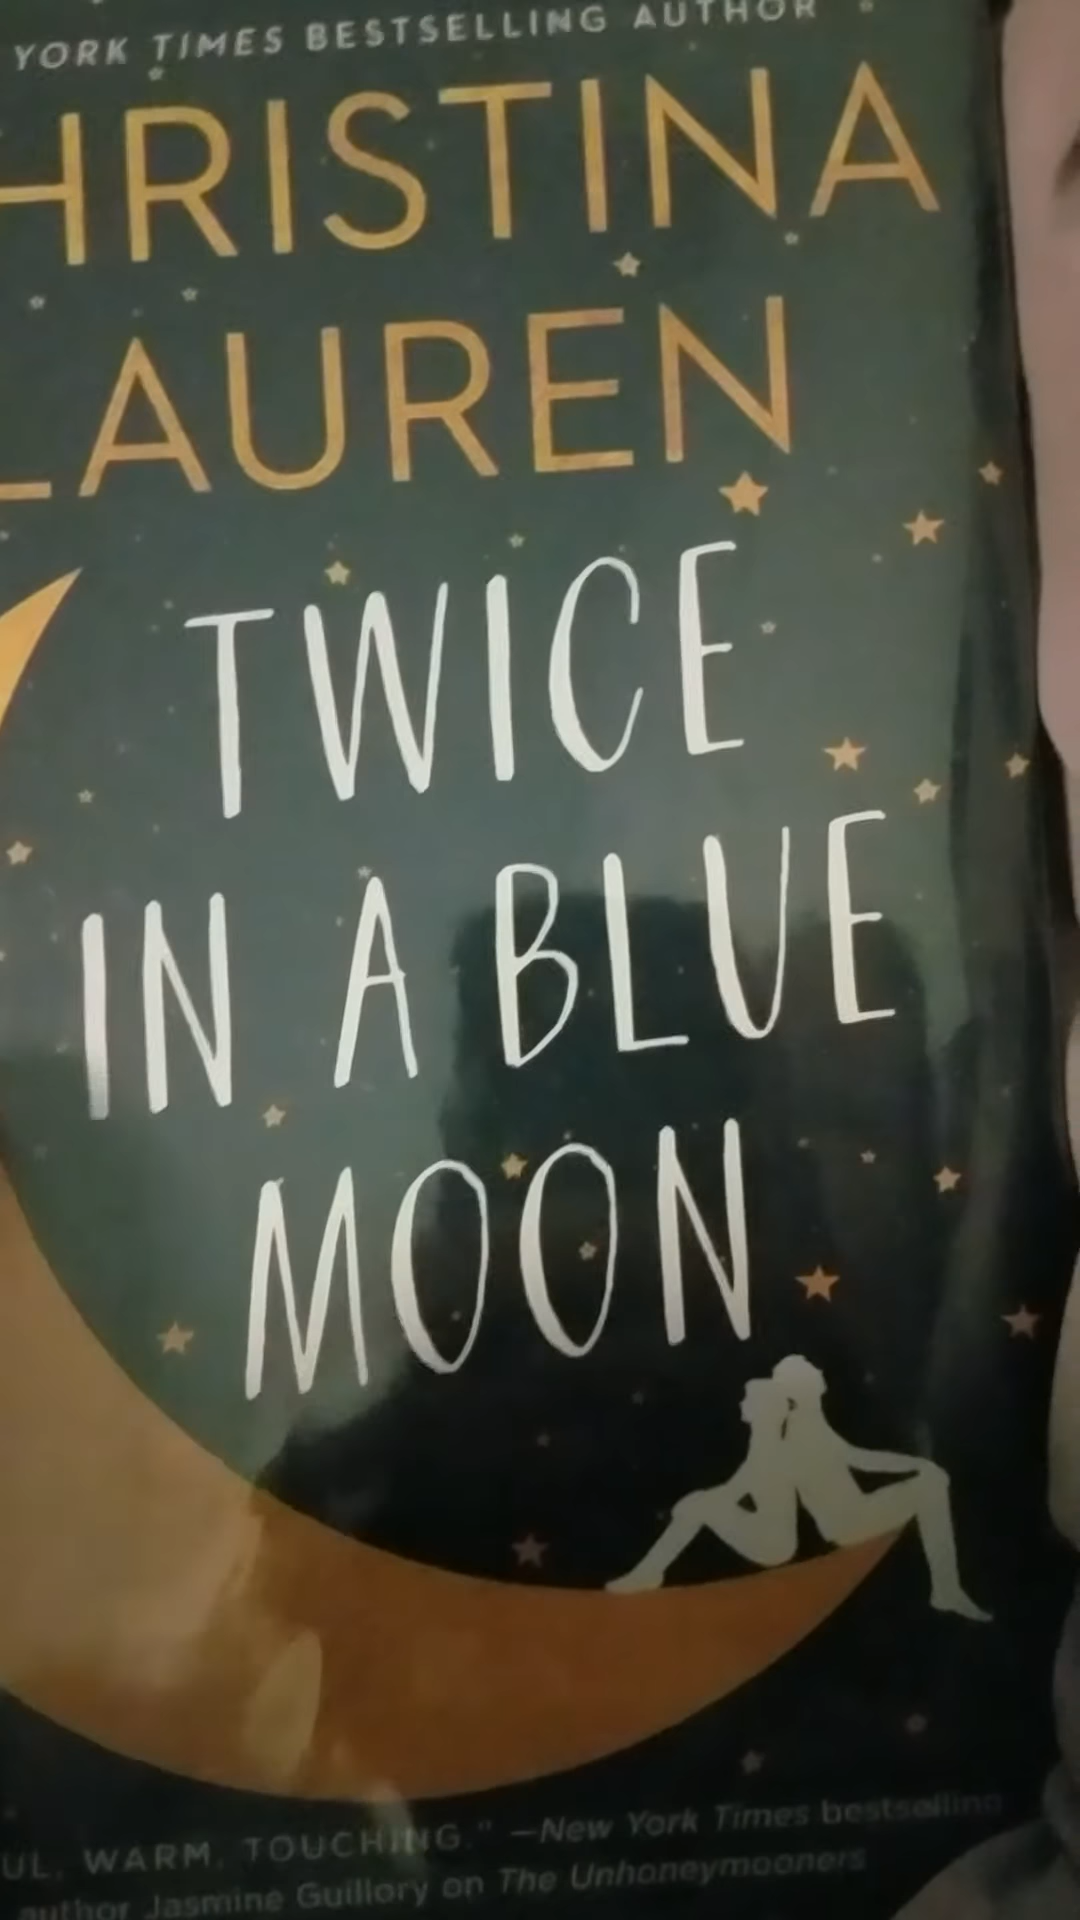 YORK TIMES BESTSELLING AUTHOR
HRISTINA
LAUREN
TWICE
IN A BLUE
MOON
UL, WARM, TOUCHING." —New York Times bestselling
author Jasmine Guillory on The Unhoneymooners